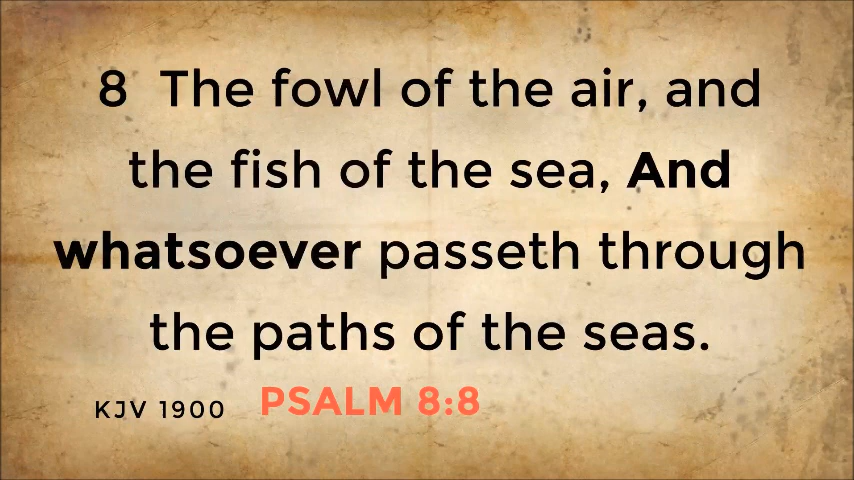 8 The fowl of the air, and
the fish of the sea, And
whatsoever passeth through
the paths of the seas.
KJV 1900 PSALM 8:8